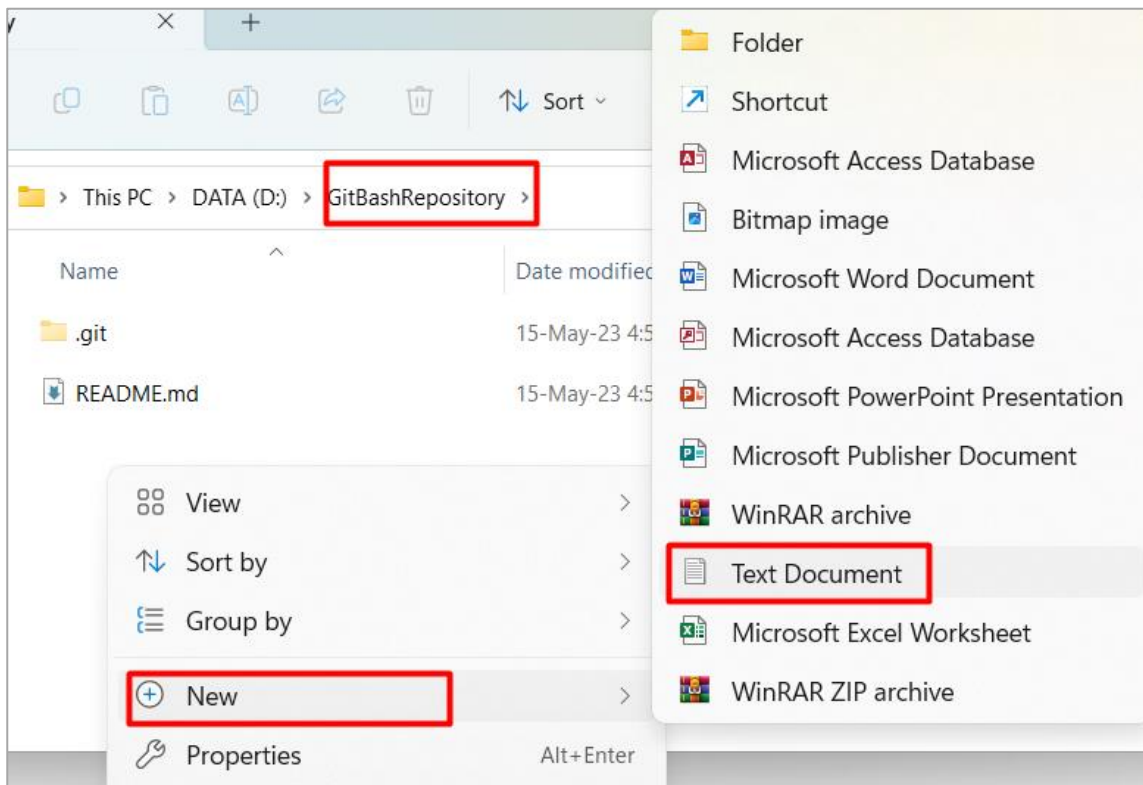 Sort
This PC > DATA (D:) > GitBashRepository >
Name Date modified
.git 15-May-23 4:5
README.md 15-May-23 4:5
View
Sort by
Group by
New
Properties Alt+Enter
Folder
Shortcut
Microsoft Access Database
Bitmap image
Microsoft Word Document
Microsoft Access Database
Microsoft PowerPoint Presentation
Microsoft Publisher Document
WinRAR archive
Text Document
Microsoft Excel Worksheet
WinRAR ZIP archive